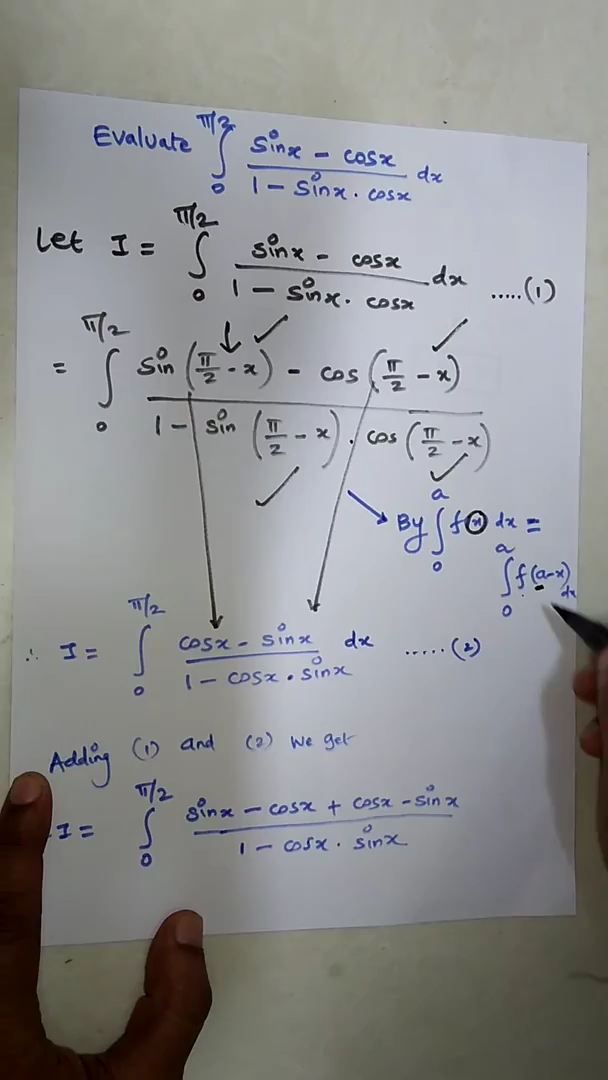 Evaluate ∫₀^π/2 (sinx - cosx)/(1 - sinx · cosx) dx
Let I = ∫₀^π/2 (sinx - cosx)/(1 - sinx · cosx) dx .....(1)
= ∫₀^π/2 (sin(π/2 - x) - cos(π/2 - x))/(1 - sin(π/2 - x) · cos(π/2 - x))
By ∫₀^a f(x) dx =
∫₀^a f(a-x) dx
∴ I = ∫₀^π/2 (cosx - sinx)/(1 - cosx · sinx) dx .....(2)
Adding (1) and (2) we get
I = ∫₀^π/2 (sinx - cosx + cosx - sinx)/(1 - cosx · sinx)